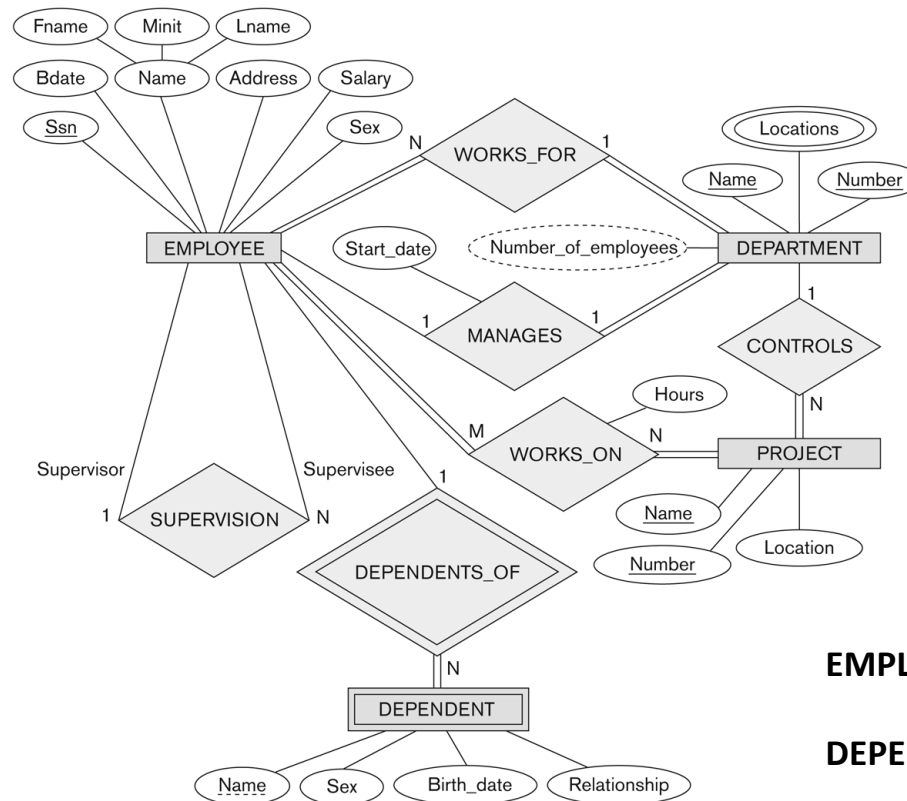 Fname Minit Lname
Bdate Name Address Salary
Ssn Sex
N WORKS_FOR 1
Locations
Name Number
EMPLOYEE Start_date Number_of_employees DEPARTMENT
1 MANAGES 1
1
CONTROLS
N
Hours
M WORKS_ON N
PROJECT
Supervisor Supervisee
1 SUPERVISION N
1
Name
Number Location
DEPENDENTS_OF
N
EMPL
DEPENDENT
DEPE
Name Sex Birth_date Relationship